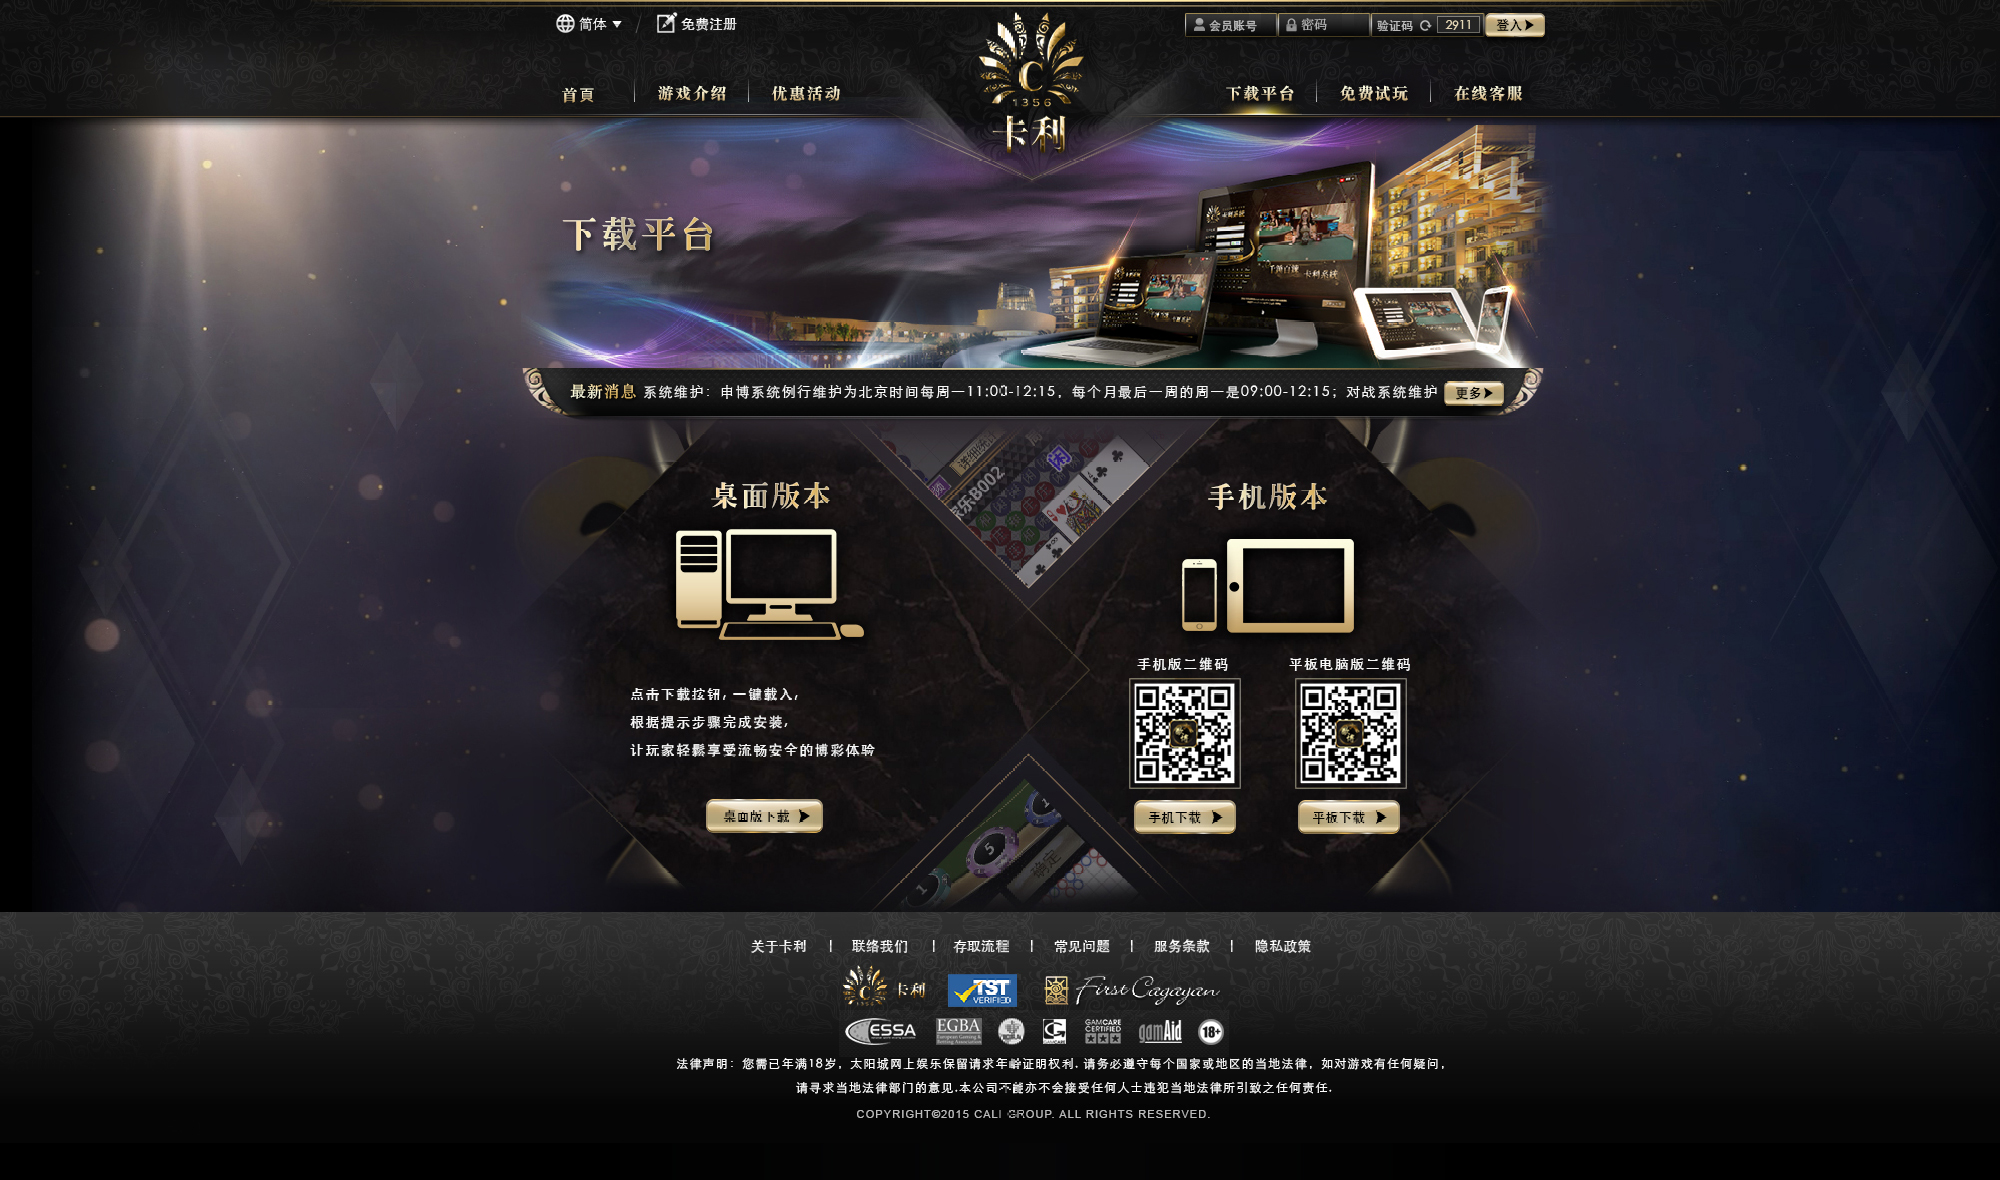 简体
免费注册
会员账号
密码
验证码
2911
登入
首頁
游戏介绍
优惠活动
C
1356
卡利
下载平台
免费试玩
在线客服
下载平台
最新消息 系统维护：申博系统例行维护为北京时间每周一11:00-12:15，每个月最后一周的周一是09:00-12:15；对战系统维护
更多
桌面版本
手机版本
手机版二维码
平板电脑版二维码
点击下載按钮，一键載入，
根据提示步骤完成安装，
计玩家轻鬆享受流畅安全的博彩体验
桌面版下載
手机下载
平板下载
关于卡利 | 联络我们 | 存取流程 | 常见问题 | 服务条款 | 隐私政策
卡利
TST VERIFIED
First Cagayan
ESSA
EGBA
GAMCARE CERTIFIED
gamAid
18+
法律声明：您需已年满18岁，太阳城网上娱乐保留请求年龄证明权利.请务必遵守每个国家或地区的当地法律，如对游戏有任何疑问，
请寻求当地法律部门的意见.本公司不能亦不会接受任何人士违犯当地法律所引致之任何责任.
COPYRIGHT©2015 CALI GROUP. ALL RIGHTS RESERVED.